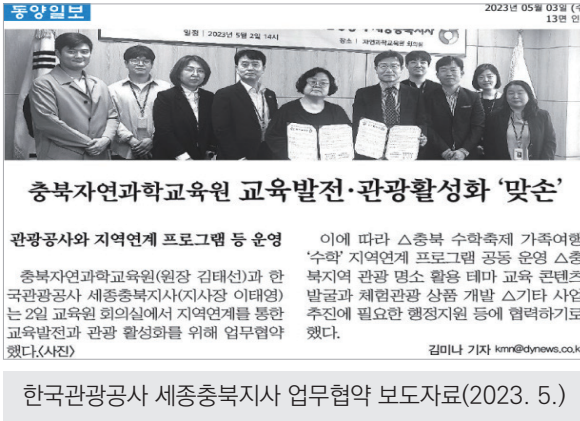 동양일보
2023년 05월 03일
13면
일시 | 2023년 5월 2일 14시
장소 | 자연과학교육원 회의실
충북자연과학교육원 교육발전·관광활성화 ‘맞손’
관광공사와 지역연계 프로그램 등 운영
충북자연과학교육원(원장 김태선)과 한
국관광공사 세종충북지사(지사장 이태영)
는 2일 교육원 회의실에서 지역연계를 통한
교육발전과 관광 활성화를 위해 업무협약
했다.〈사진〉
이에 따라 △충북 수학축제 가족여행
‘수학’ 지역연계 프로그램 공동 운영 △충
북지역 관광 명소 활용 테마 교육 콘텐츠
발굴과 체험관광 상품 개발 △기타 사업
추진에 필요한 행정지원 등에 협력하기로
했다.
김미나 기자 kmn@dynews.co.k
한국관광공사 세종충북지사 업무협약 보도자료(2023. 5.)